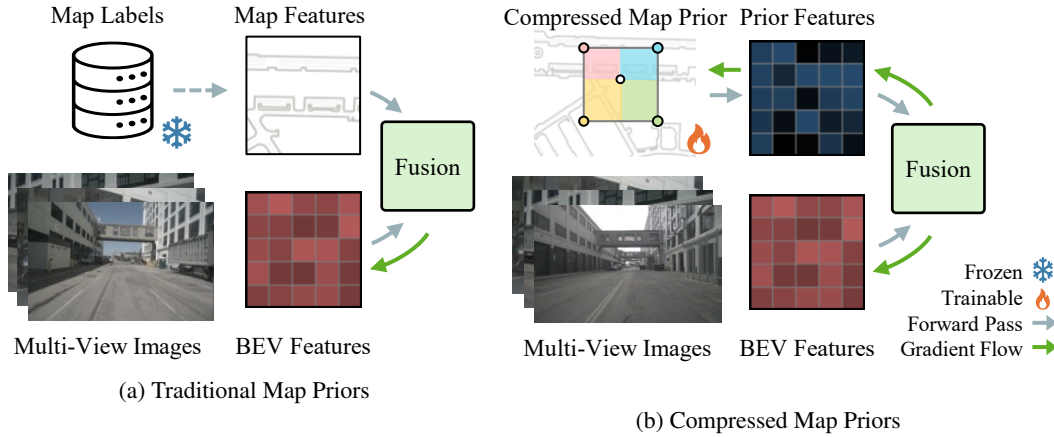 Map Labels
Map Features
Fusion
Multi-View Images
BEV Features
(a) Traditional Map Priors
Compressed Map Prior
Prior Features
Fusion
Multi-View Images
BEV Features
Frozen
Trainable
Forward Pass
Gradient Flow
(b) Compressed Map Priors